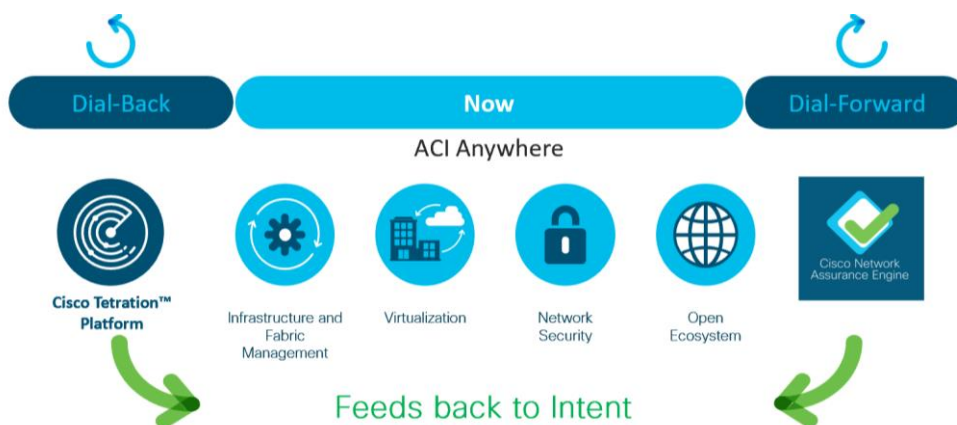 Dial-Back
Now
Dial-Forward
ACI Anywhere
Cisco Tetration™
Platform
Infrastructure and
Fabric
Management
Virtualization
Network
Security
Open
Ecosystem
Cisco Network
Assurance Engine
Feeds back to Intent